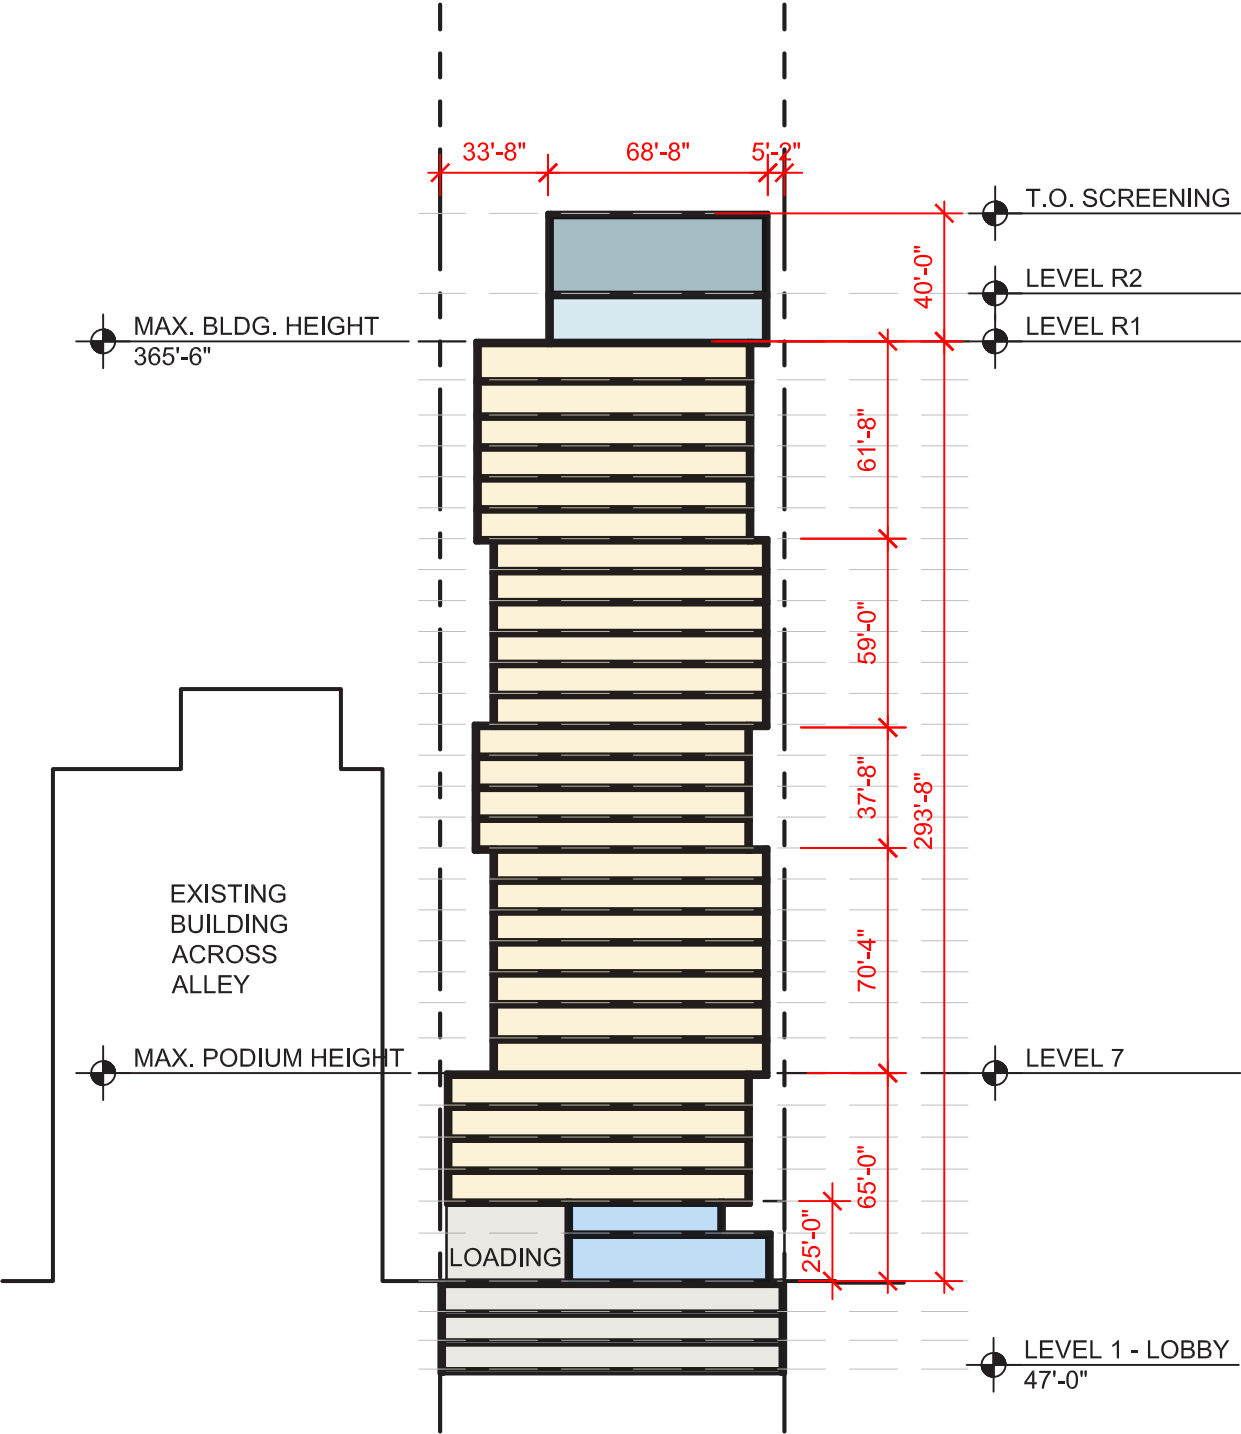 33'-8"
68'-8"
5'-2"
T.O. SCREENING
40'-0"
LEVEL R2
MAX. BLDG. HEIGHT
365'-6"
LEVEL R1
61'-8"
59'-0"
37'-8"
293'-8"
EXISTING
BUILDING
ACROSS
ALLEY
70'-4"
MAX. PODIUM HEIGHT
LEVEL 7
65'-0"
25'-0"
LOADING
LEVEL 1 - LOBBY
47'-0"